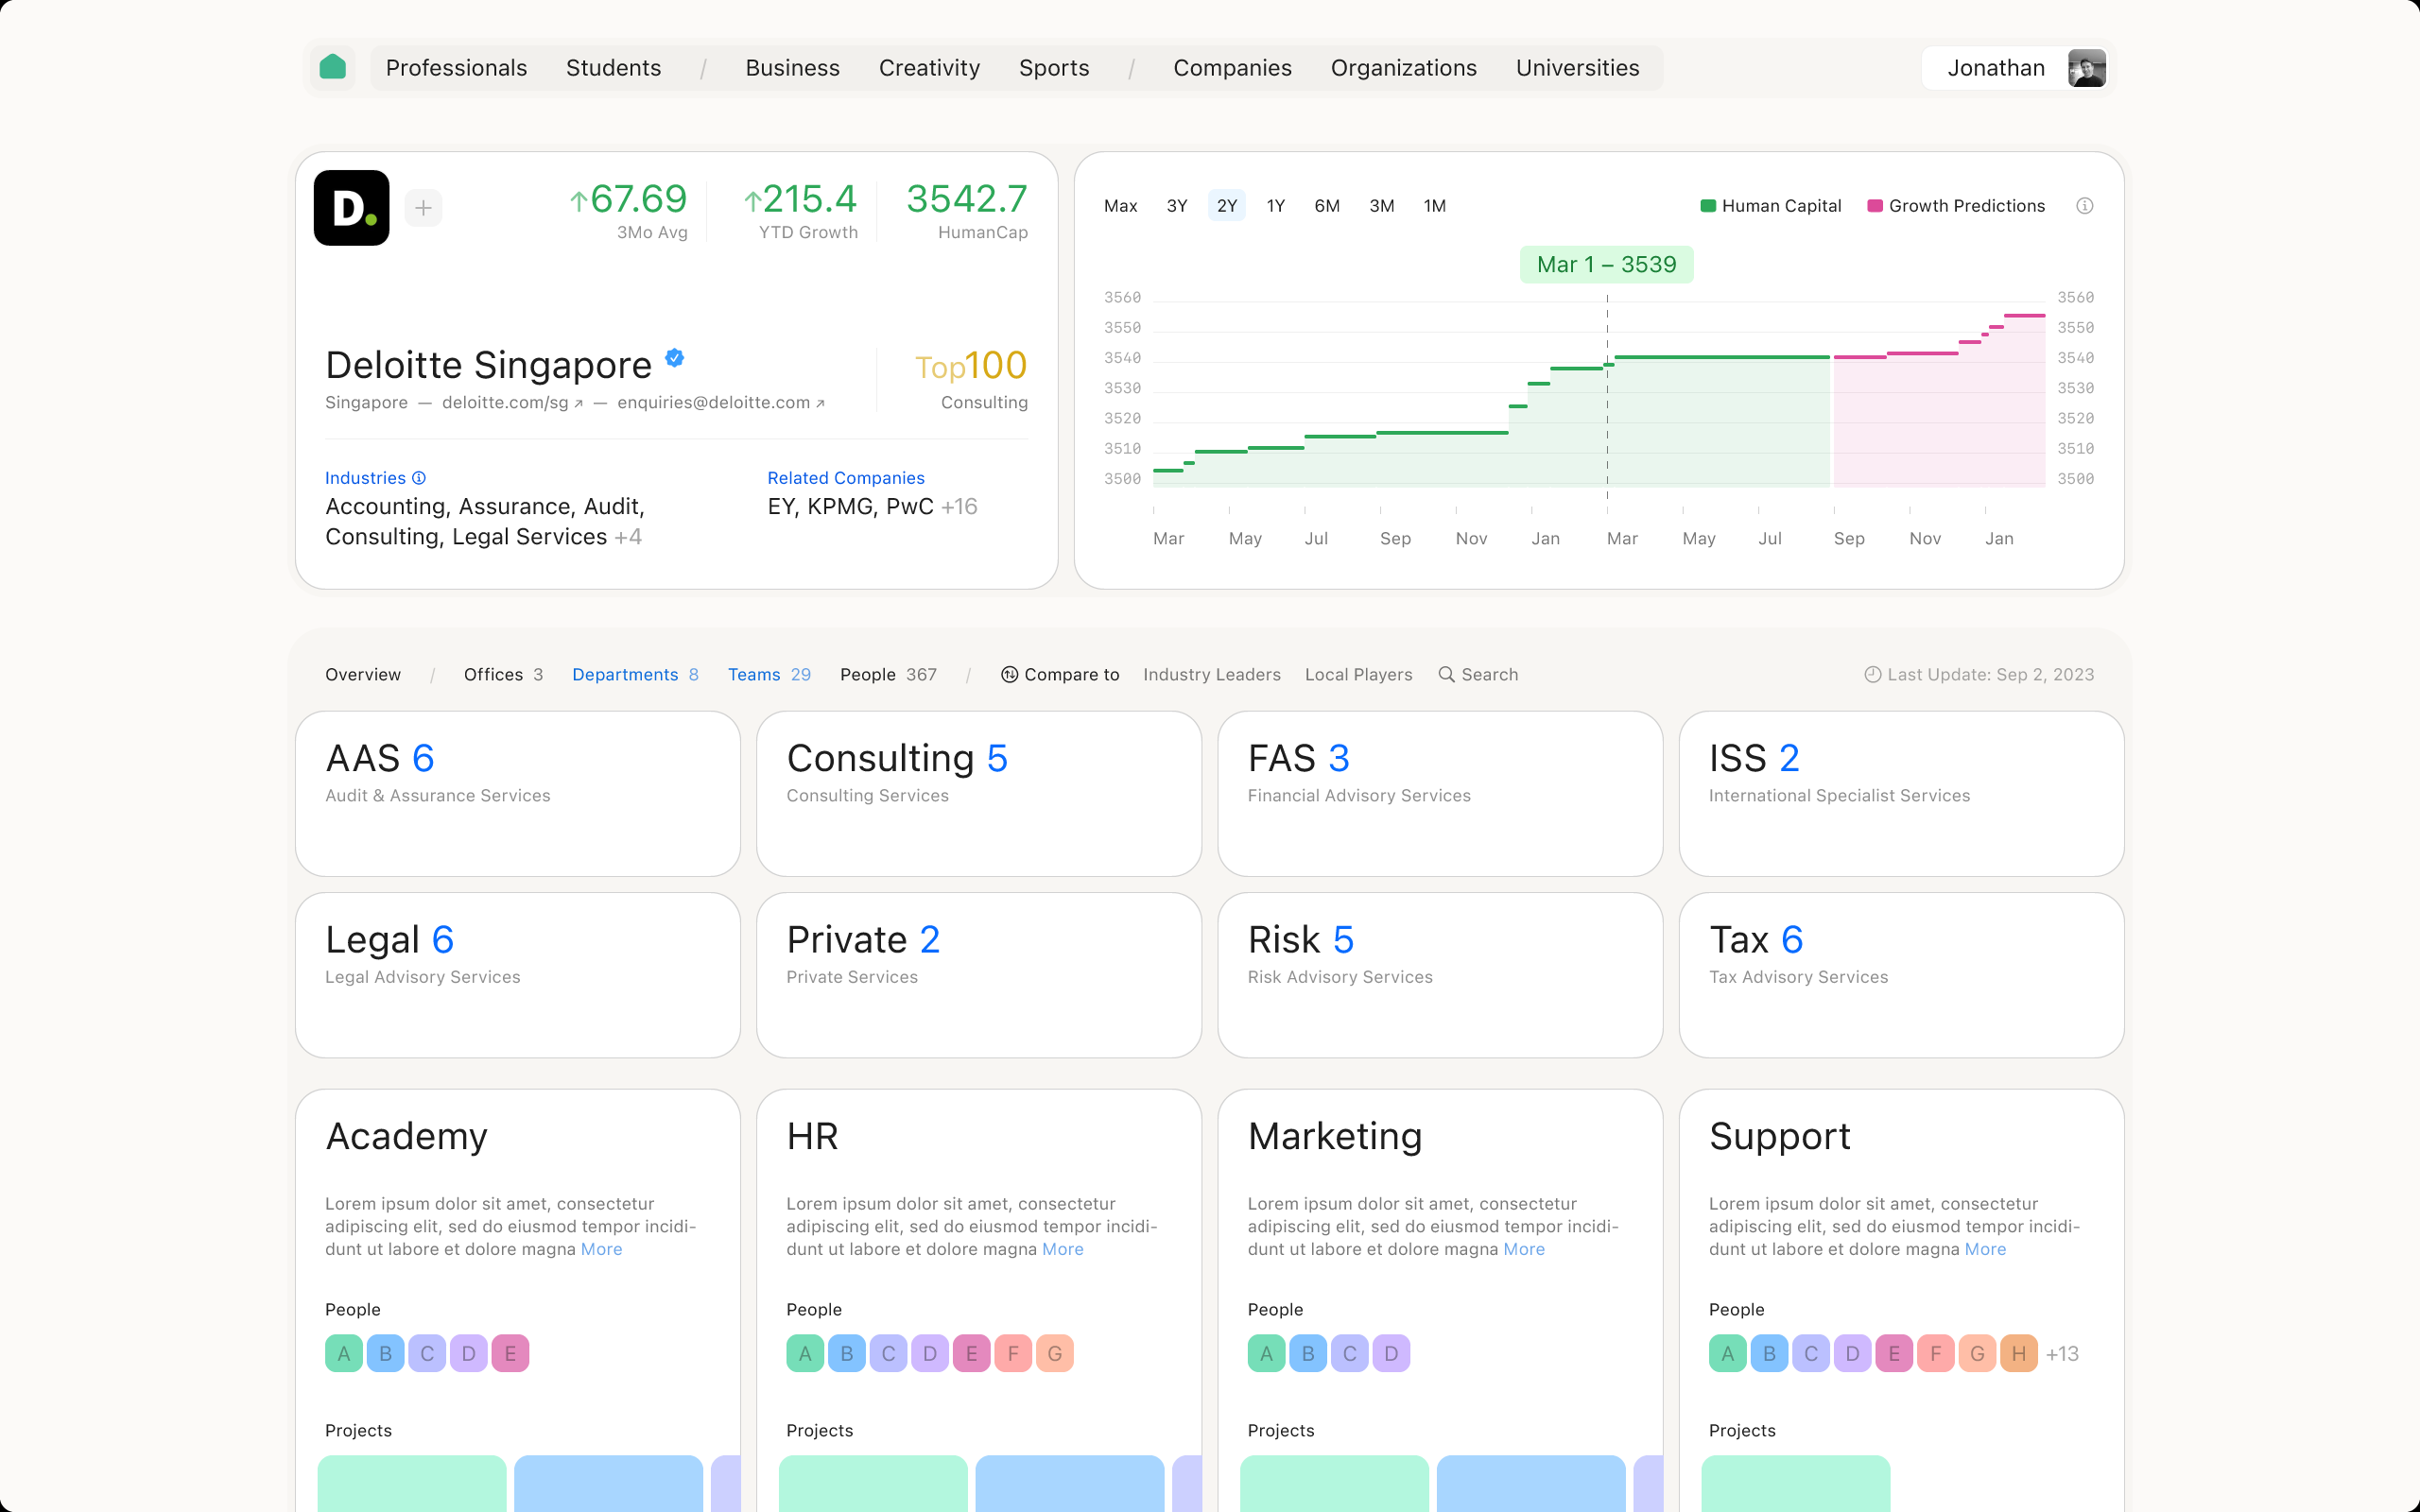 Professionals Students / Business Creativity Sports / Companies Organizations Universities
Jonathan
D.
+
↑67.69
3Mo Avg
↑215.4
YTD Growth
3542.7
HumanCap
Deloitte Singapore
Singapore — deloitte.com/sg ↗ — enquiries@deloitte.com ↗
Top100
Consulting
Industries
Accounting, Assurance, Audit,
Consulting, Legal Services +4
Related Companies
EY, KPMG, PwC +16
Max 3Y 2Y 1Y 6M 3M 1M
Human Capital Growth Predictions
Mar 1 – 3539
3560 3560
3550 3550
3540 3540
3530 3530
3520 3520
3510 3510
3500 3500
Mar May Jul Sep Nov Jan Mar May Jul Sep Nov Jan
Overview / Offices 3 Departments 8 Teams 29 People 367 / Compare to Industry Leaders Local Players Search
Last Update: Sep 2, 2023
AAS 6
Audit & Assurance Services
Consulting 5
Consulting Services
FAS 3
Financial Advisory Services
ISS 2
International Specialist Services
Legal 6
Legal Advisory Services
Private 2
Private Services
Risk 5
Risk Advisory Services
Tax 6
Tax Advisory Services
Academy
Lorem ipsum dolor sit amet, consectetur
adipiscing elit, sed do eiusmod tempor incidi-
dunt ut labore et dolore magna More
People
A B C D E
Projects
HR
Lorem ipsum dolor sit amet, consectetur
adipiscing elit, sed do eiusmod tempor incidi-
dunt ut labore et dolore magna More
People
A B C D E F G
Projects
Marketing
Lorem ipsum dolor sit amet, consectetur
adipiscing elit, sed do eiusmod tempor incidi-
dunt ut labore et dolore magna More
People
A B C D
Projects
Support
Lorem ipsum dolor sit amet, consectetur
adipiscing elit, sed do eiusmod tempor incidi-
dunt ut labore et dolore magna More
People
A B C D E F G H +13
Projects